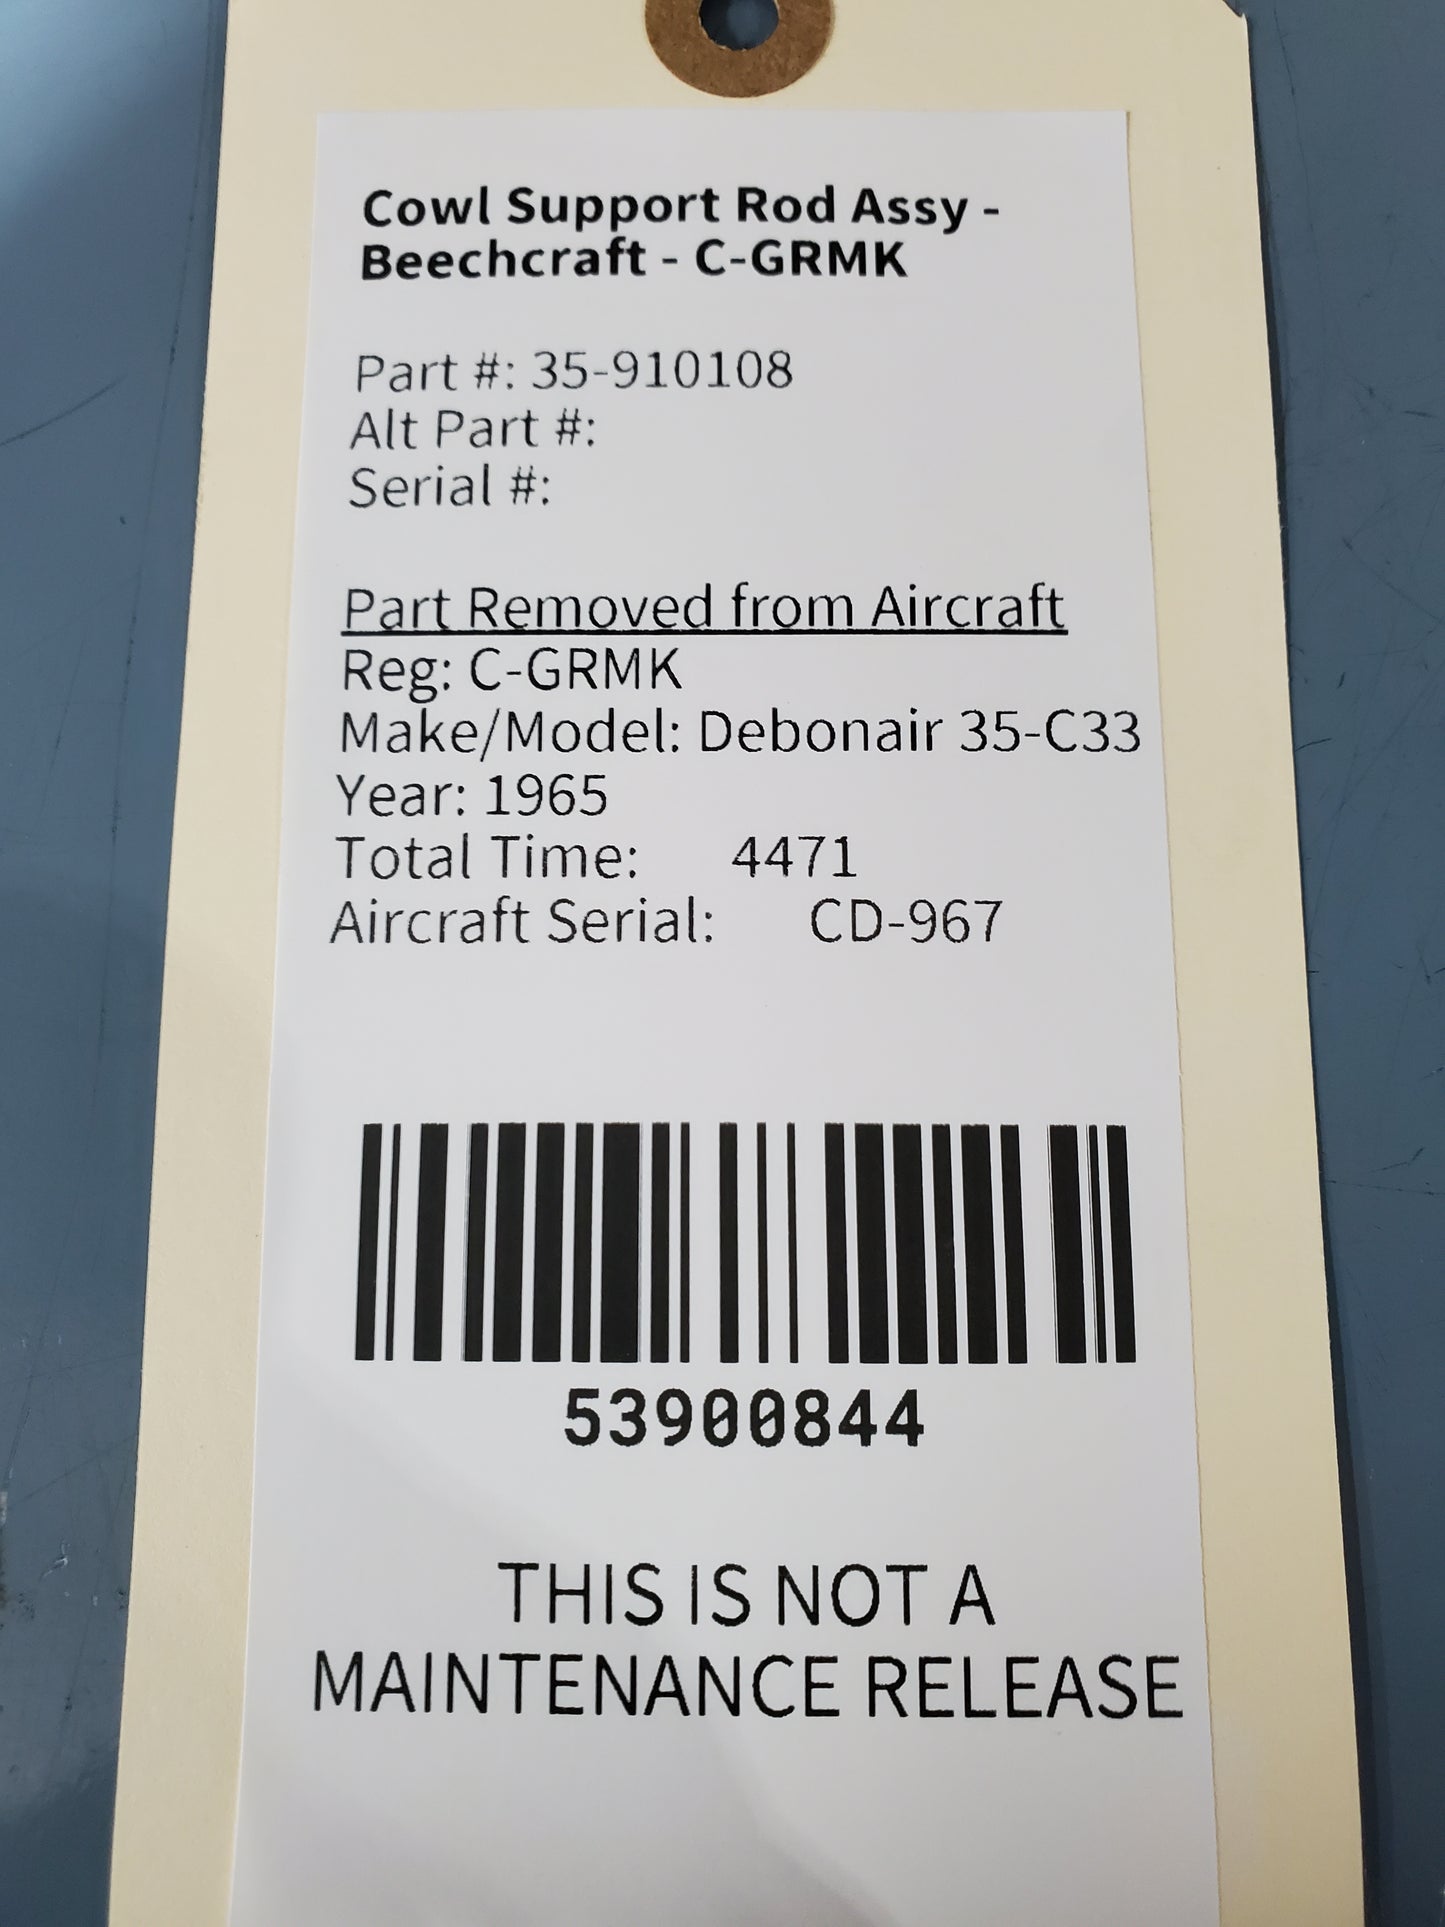 Cowl Support Rod Assy -
Beechcraft - C-GRMK
Part #: 35-910108
Alt Part #:
Serial #:
Part Removed from Aircraft
Reg: C-GRMK
Make/Model: Debonair 35-C33
Year: 1965
Total Time: 4471
Aircraft Serial: CD-967
53900844
THIS IS NOT A
MAINTENANCE RELEASE